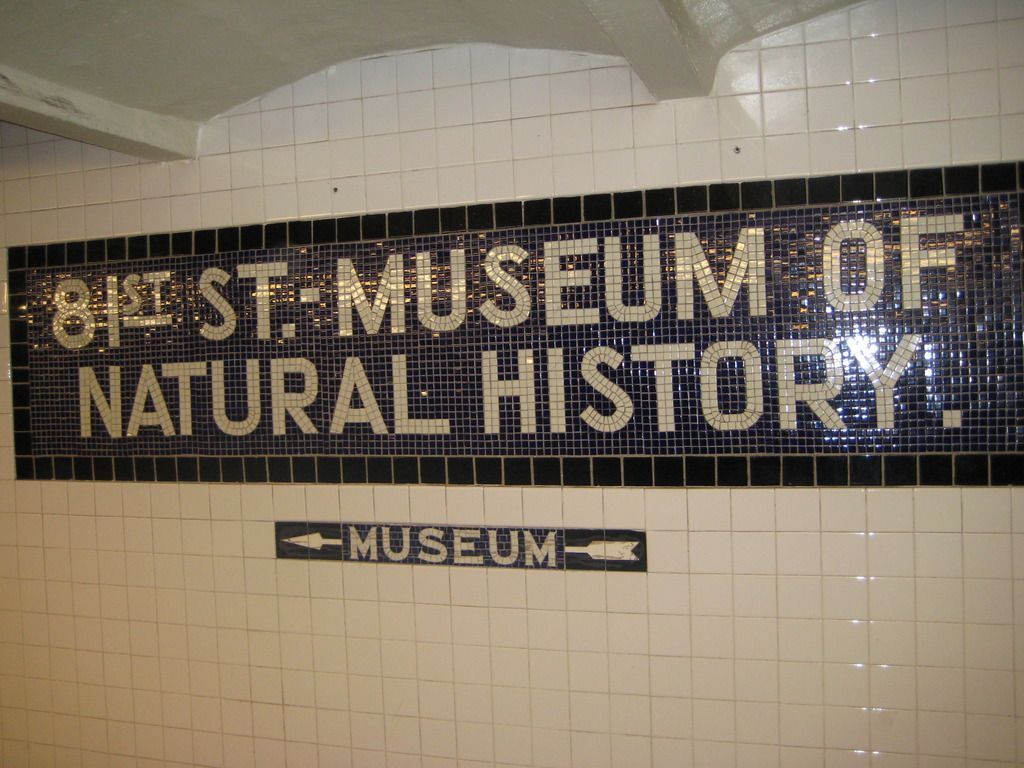 81ST ST.-MUSEUM OF
NATURAL HISTORY.
MUSEUM